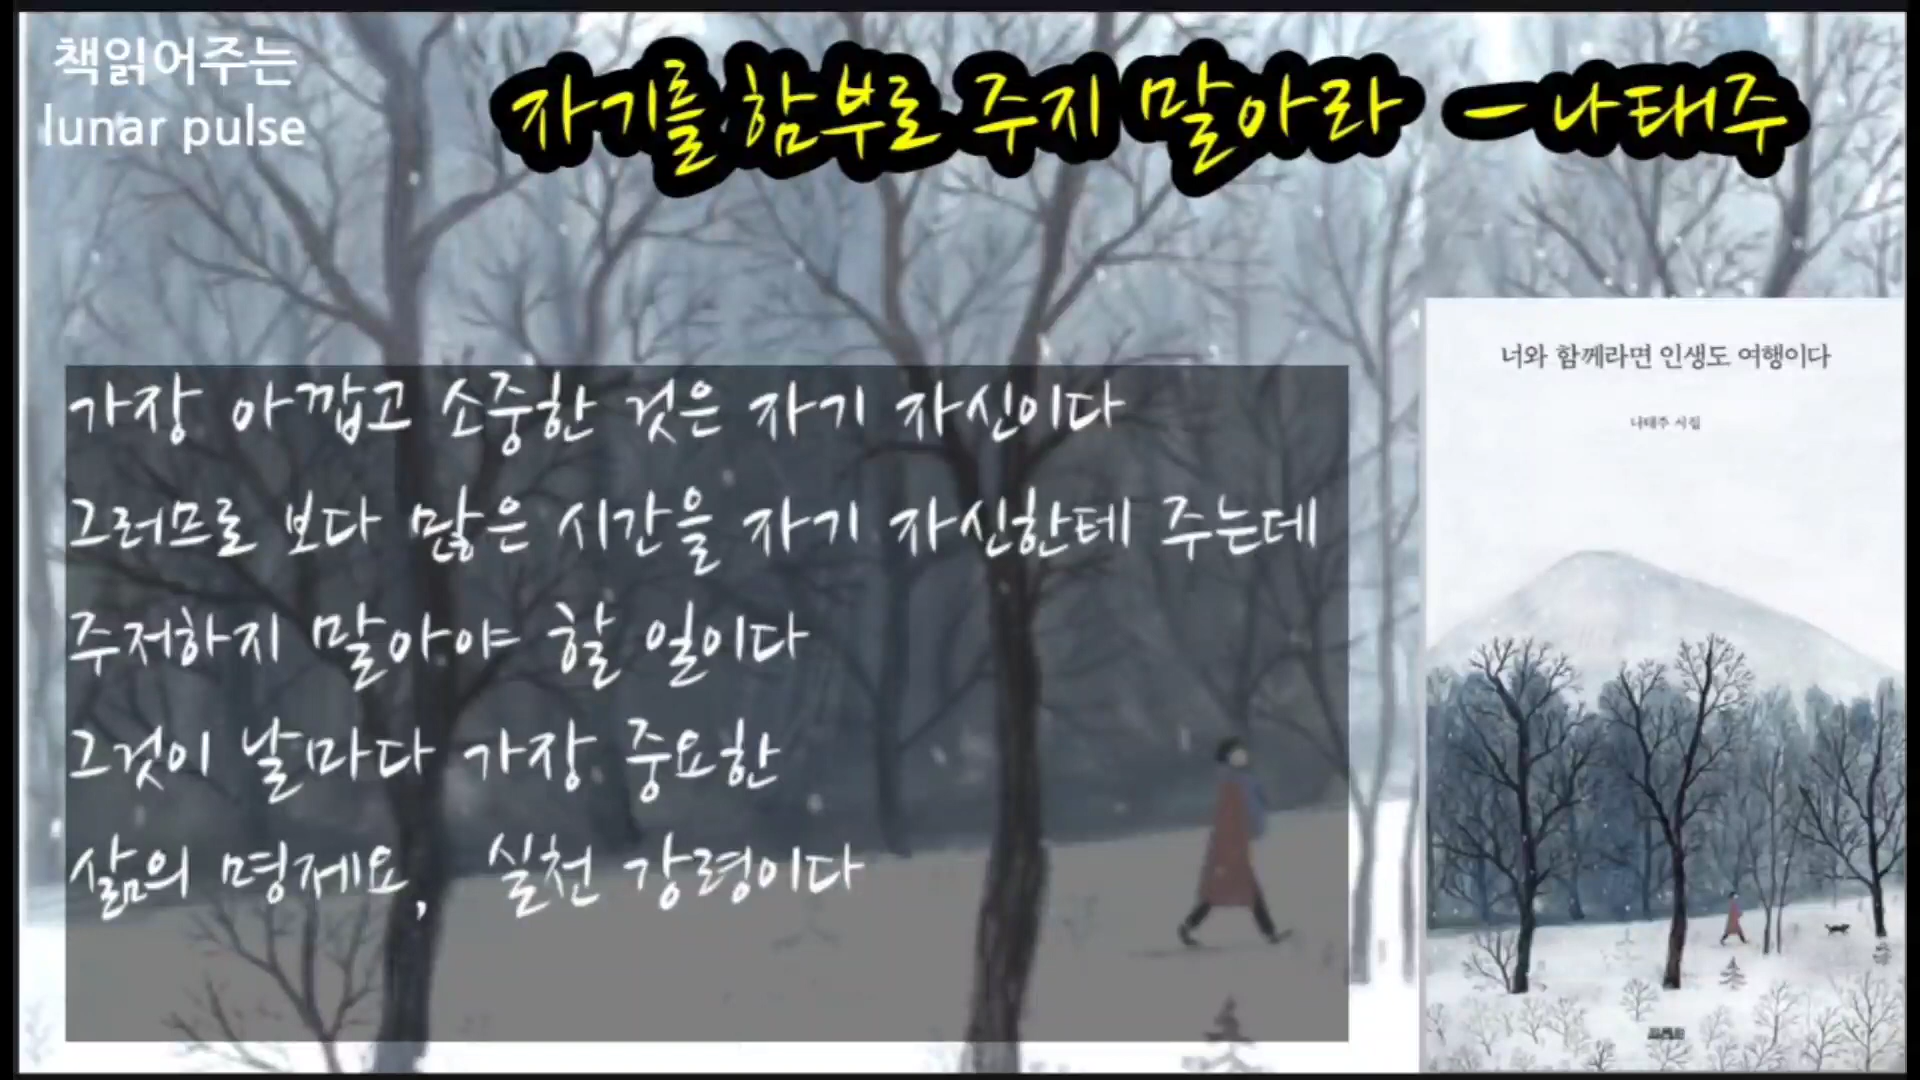 책읽어주는
lunar pulse
자기를 함부로 주지 말아라 - 나태주
가장 아깝고 소중한 것은 자기 자신이다
그러므로 보다 많은 시간을 자기 자신한테 주는데
주저하지 말아야 할 일이다
그것이 날마다 가장 중요한
삶의 명제요, 실천 강령이다
너와 함께라면 인생도 여행이다
나태주 시집